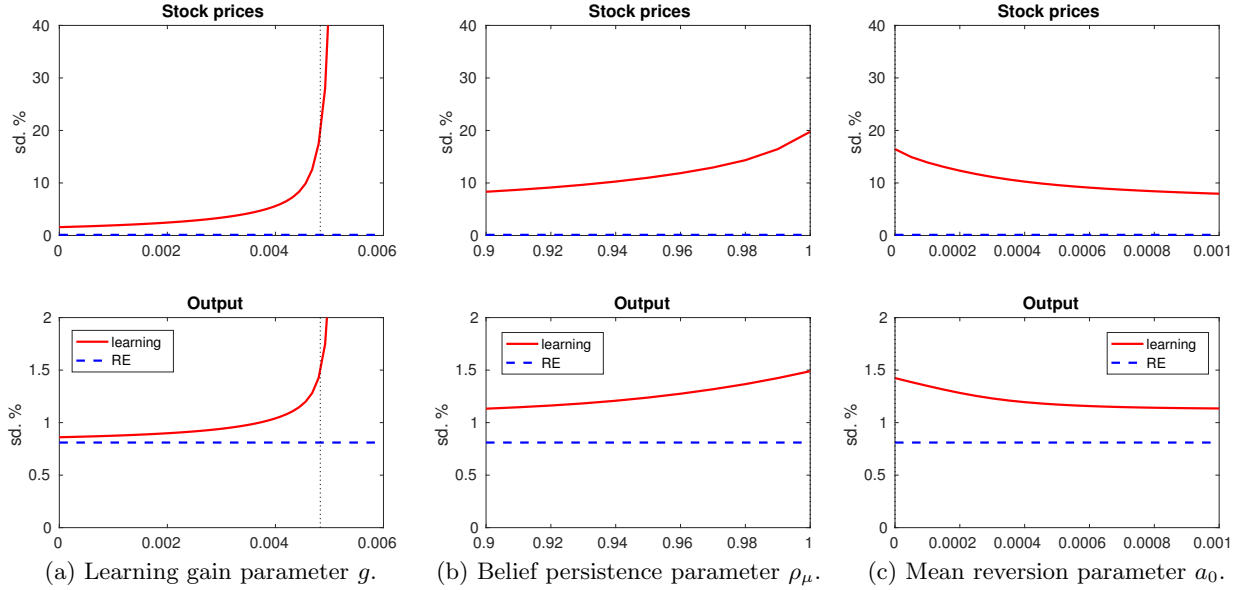 Stock prices
Stock prices
Stock prices
sd. %
40
30
20
10
0
0
0.002
0.004
0.006
sd. %
40
30
20
10
0
0.9
0.92
0.94
0.96
0.98
1
sd. %
40
30
20
10
0
0
0.0002
0.0004
0.0006
0.0008
0.001
Output
Output
Output
sd. %
2
1.5
1
0.5
0
learning
RE
0
0.002
0.004
0.006
sd. %
2
1.5
1
0.5
0
learning
RE
0.9
0.92
0.94
0.96
0.98
1
sd. %
2
1.5
1
0.5
0
learning
RE
0
0.0002
0.0004
0.0006
0.0008
0.001
(a) Learning gain parameter g.
(b) Belief persistence parameter ρμ.
(c) Mean reversion parameter a0.